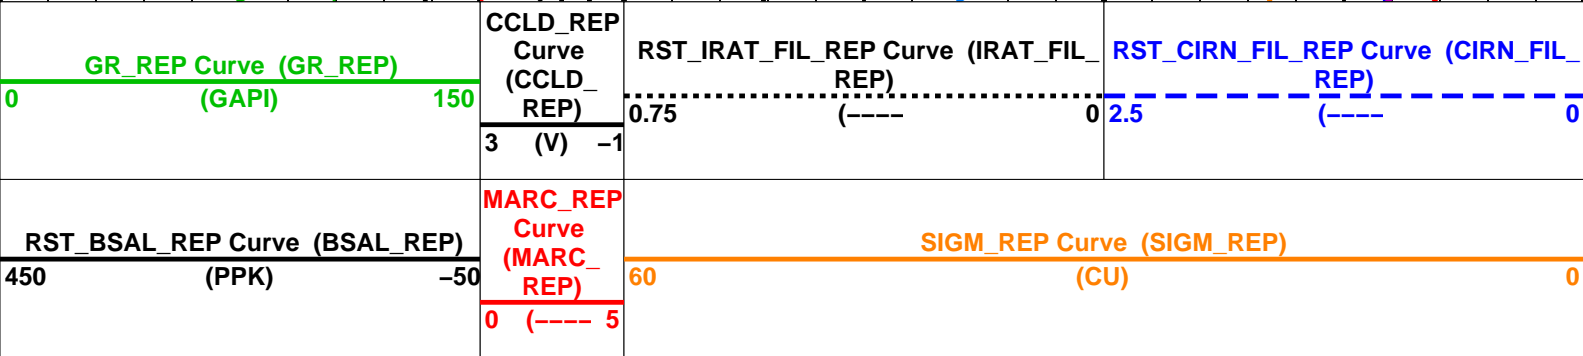 GR_REP Curve (GR_REP)
0 (GAPI) 150
CCLD_REP
Curve
(CCLD_
REP)
3 (V) −1
RST_IRAT_FIL_REP Curve (IRAT_FIL_
REP)
0.75 (−−−− 0
RST_CIRN_FIL_REP Curve (CIRN_FIL_
REP)
2.5 (−−−− 0
RST_BSAL_REP Curve (BSAL_REP)
450 (PPK) −50
MARC_REP
Curve
(MARC_
REP)
0 (−−−− 5
SIGM_REP Curve (SIGM_REP)
60 (CU) 0